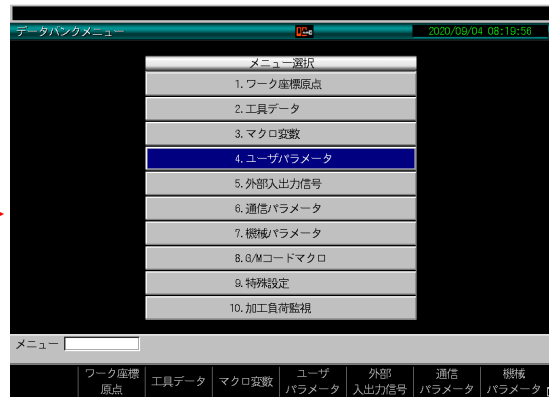 データバンクメニュー
2020/09/04 08:19:56
メニュー選択
1.ワーク座標原点
2.工具データ
3.マクロ変数
4.ユーザパラメータ
5.外部入出力信号
6.通信パラメータ
7.機械パラメータ
8.G/Mコードマクロ
9.特殊設定
10.加工負荷監視
メニュー
ワーク座標
原点
工具データ
マクロ変数
ユーザ
パラメータ
外部
入出力信号
通信
パラメータ
機械
パラメータ